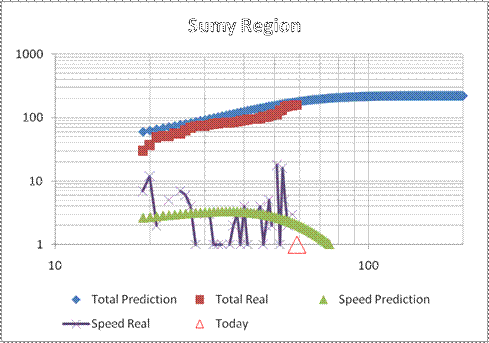 Sumy Region
1000
100
10
1
10
100
Total Prediction
Total Real
Speed Prediction
Speed Real
Today